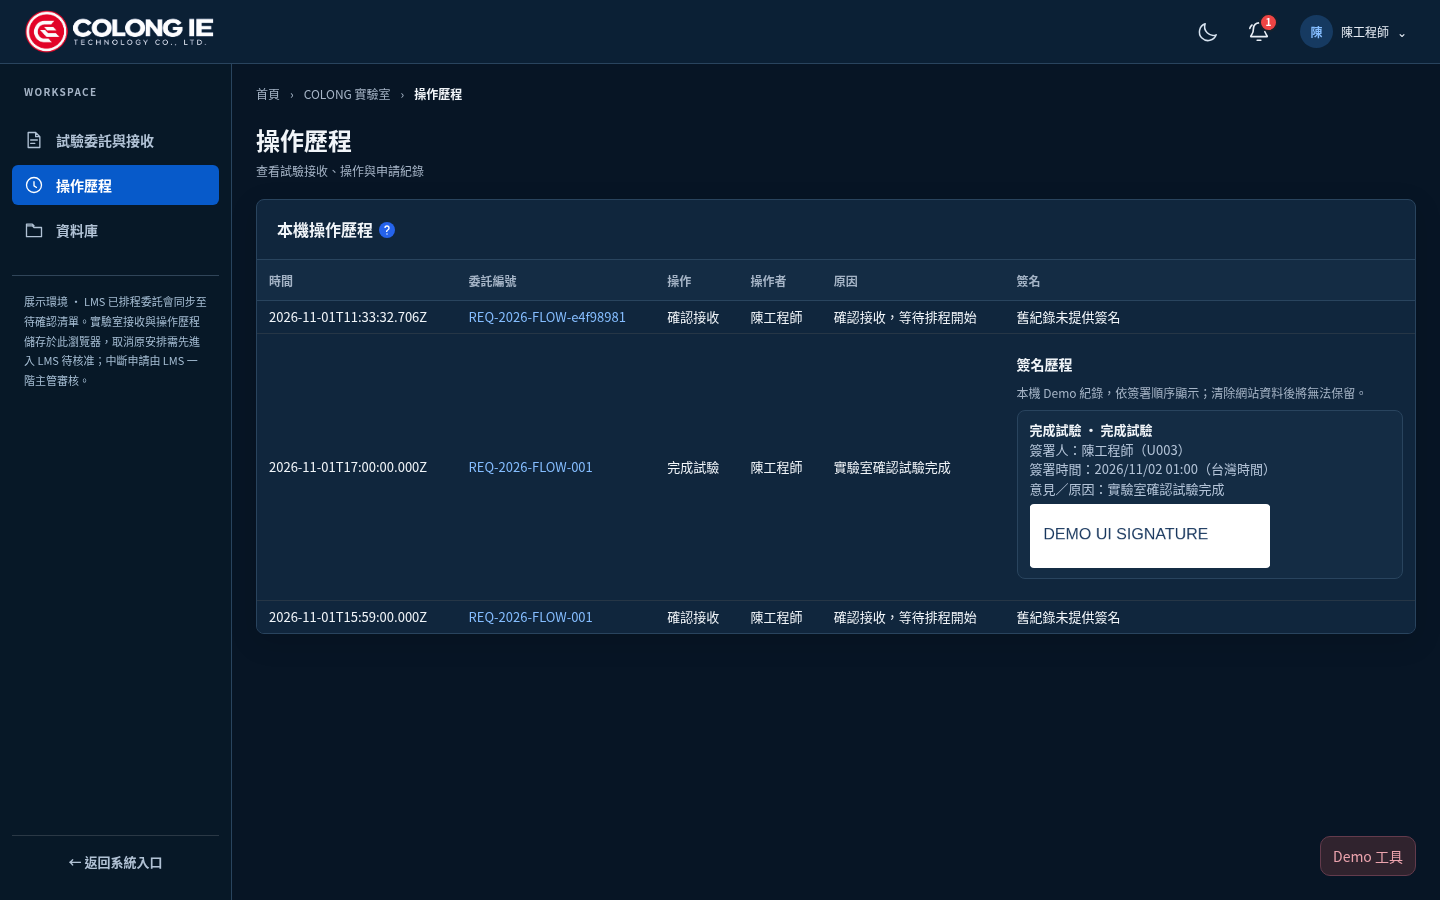 COLONG IE
TECHNOLOGY CO., LTD.
1
陳
陳工程師
WORKSPACE
試驗委託與接收
操作歷程
資料庫
展示環境 · LMS 已排程委託會同步至
待確認清單。實驗室接收與操作歷程
儲存於此瀏覽器，取消原安排需先進
入 LMS 待核准；中斷申請由 LMS 一
階主管審核。
← 返回系統入口
首頁 › COLONG 實驗室 › 操作歷程
操作歷程
查看試驗接收、操作與申請紀錄
本機操作歷程 ?
時間 委託編號 操作 操作者 原因 簽名
2026-11-01T11:33:32.706Z REQ-2026-FLOW-e4f98981 確認接收 陳工程師 確認接收，等待排程開始 舊紀錄未提供簽名
2026-11-01T17:00:00.000Z REQ-2026-FLOW-001 完成試驗 陳工程師 實驗室確認試驗完成
簽名歷程
本機 Demo 紀錄，依簽署順序顯示；清除網站資料後將無法保留。
完成試驗 · 完成試驗
簽署人：陳工程師（U003）
簽署時間：2026/11/02 01:00（台灣時間）
意見／原因：實驗室確認試驗完成
DEMO UI SIGNATURE
2026-11-01T15:59:00.000Z REQ-2026-FLOW-001 確認接收 陳工程師 確認接收，等待排程開始 舊紀錄未提供簽名
Demo 工具